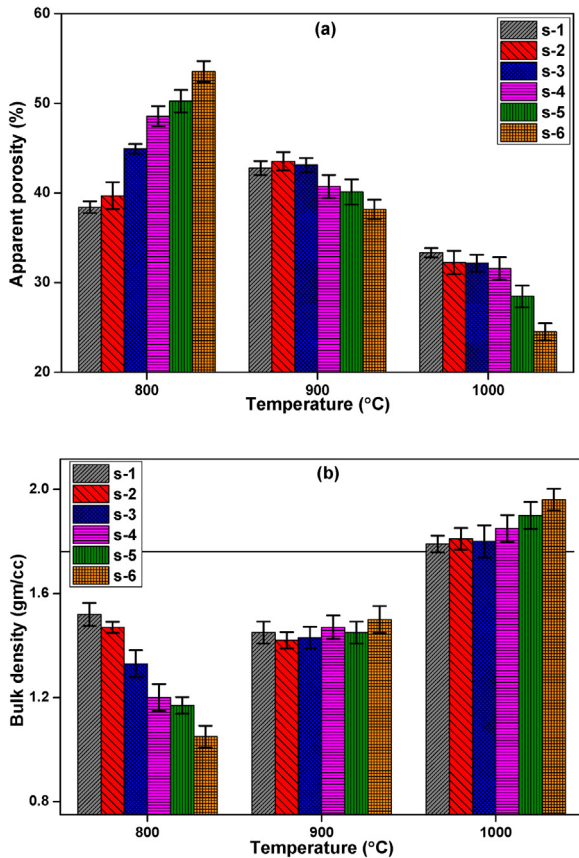 (a)
s-1
s-2
s-3
s-4
s-5
s-6
60
50
40
30
20
Apparent porosity (%)
800
900
1000
Temperature (°C)
(b)
s-1
s-2
s-3
s-4
s-5
s-6
2.0
1.6
1.2
0.8
Bulk density (gm/cc)
800
900
1000
Temperature (°C)